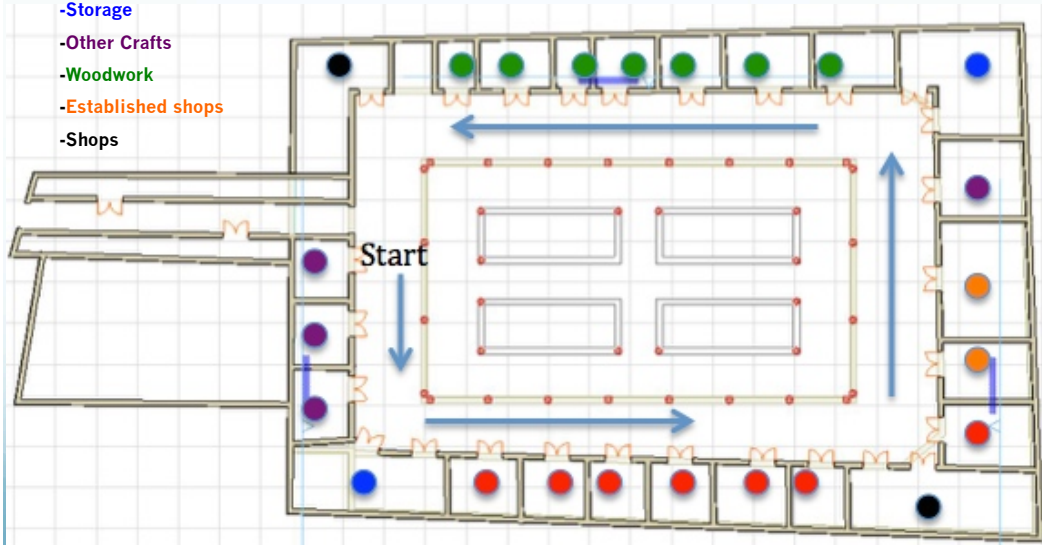 -Storage
-Other Crafts
-Woodwork
-Established shops
-Shops
Start